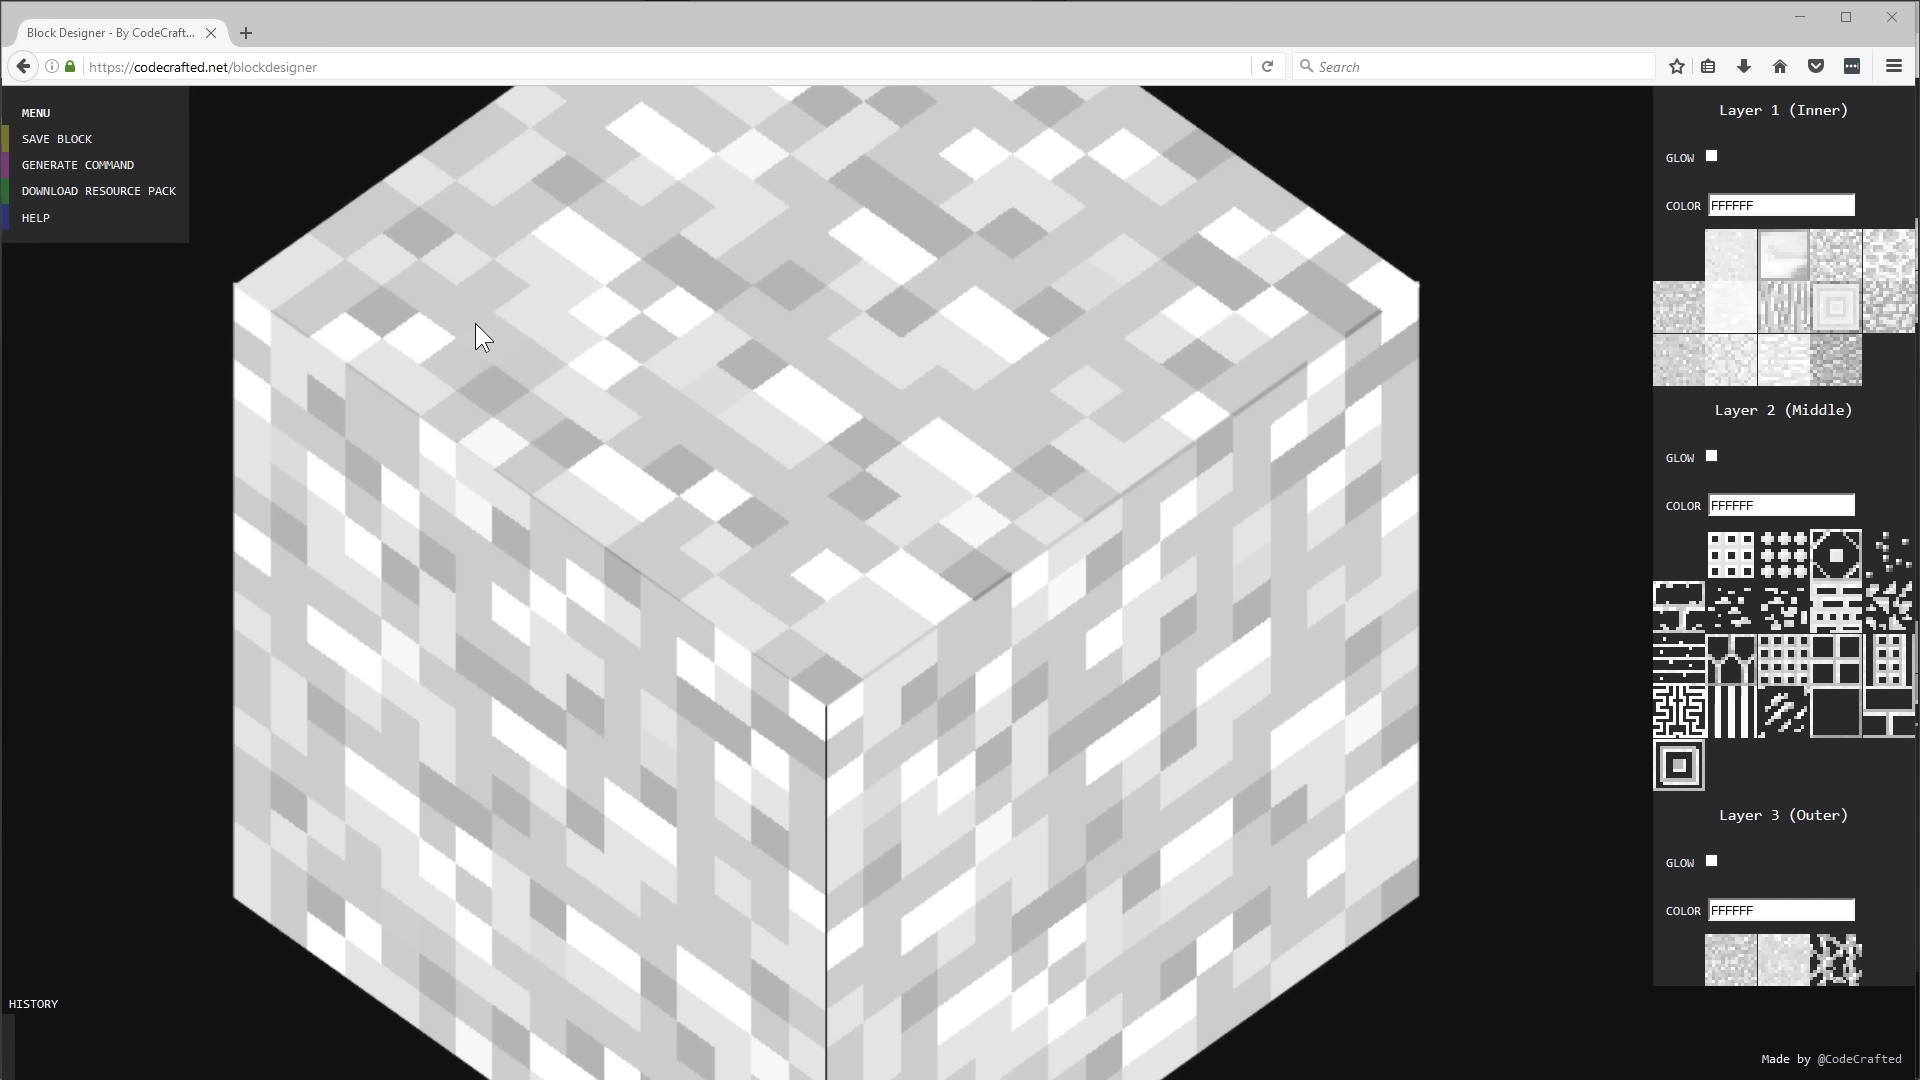 Block Designer - By CodeCraft...
https://codecrafted.net/blockdesigner
Search
MENU
SAVE BLOCK
GENERATE COMMAND
DOWNLOAD RESOURCE PACK
HELP
Layer 1 (Inner)
GLOW
COLOR FFFFFF
Layer 2 (Middle)
GLOW
COLOR FFFFFF
Layer 3 (Outer)
GLOW
COLOR FFFFFF
HISTORY
Made by @CodeCrafted